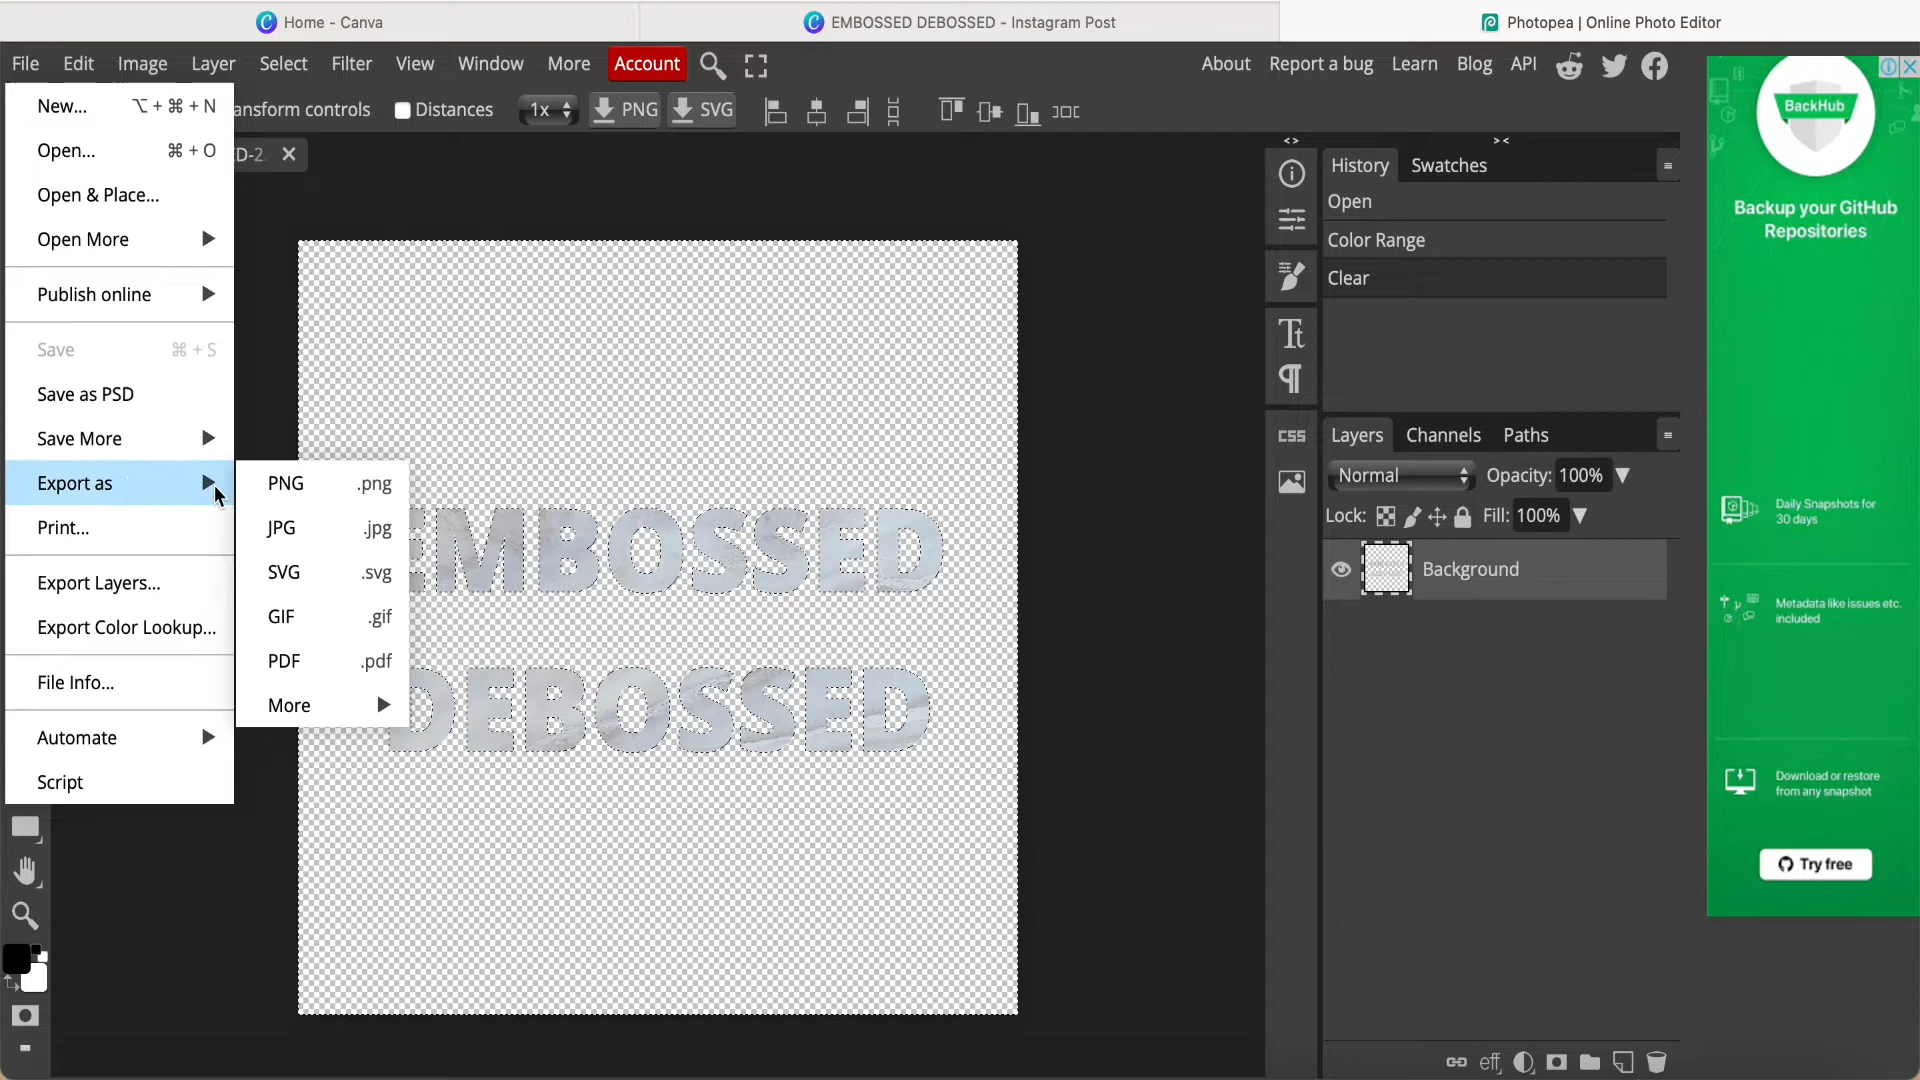 Home - Canva
EMBOSSED DEBOSSED - Instagram Post
Photopea | Online Photo Editor
File Edit Image Layer Select Filter View Window More Account
About Report a bug Learn Blog API
ansform controls Distances 1x PNG SVG
ED-2.
New... ⌥ + ⌘ + N
Open... ⌘ + O
Open & Place...
Open More
Publish online
Save ⌘ + S
Save as PSD
Save More
Export as
Print...
Export Layers...
Export Color Lookup...
File Info...
Automate
Script
PNG .png
JPG .jpg
SVG .svg
GIF .gif
PDF .pdf
More
EMBOSSED
DEBOSSED
CSS
History Swatches
Open
Color Range
Clear
Layers Channels Paths
Normal Opacity: 100%
Lock: Fill: 100%
Background
eff
BackHub
Backup your GitHub
Repositories
Daily Snapshots for
30 days
Metadata like issues etc.
included
Download or restore
from any snapshot
Try free